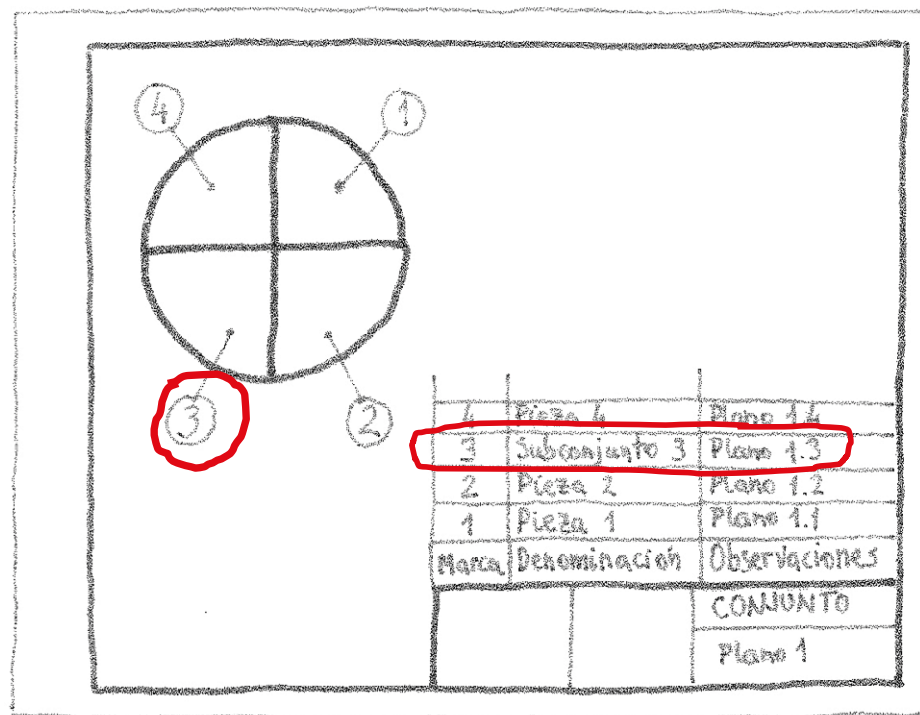 4 1
3 2
4 Pieza 4 Plano 1.4
3 Subconjunto 3 Plano 1.3
2 Pieza 2 Plano 1.2
1 Pieza 1 Plano 1.1
Marca Denominación Observaciones
CONJUNTO
Plano 1